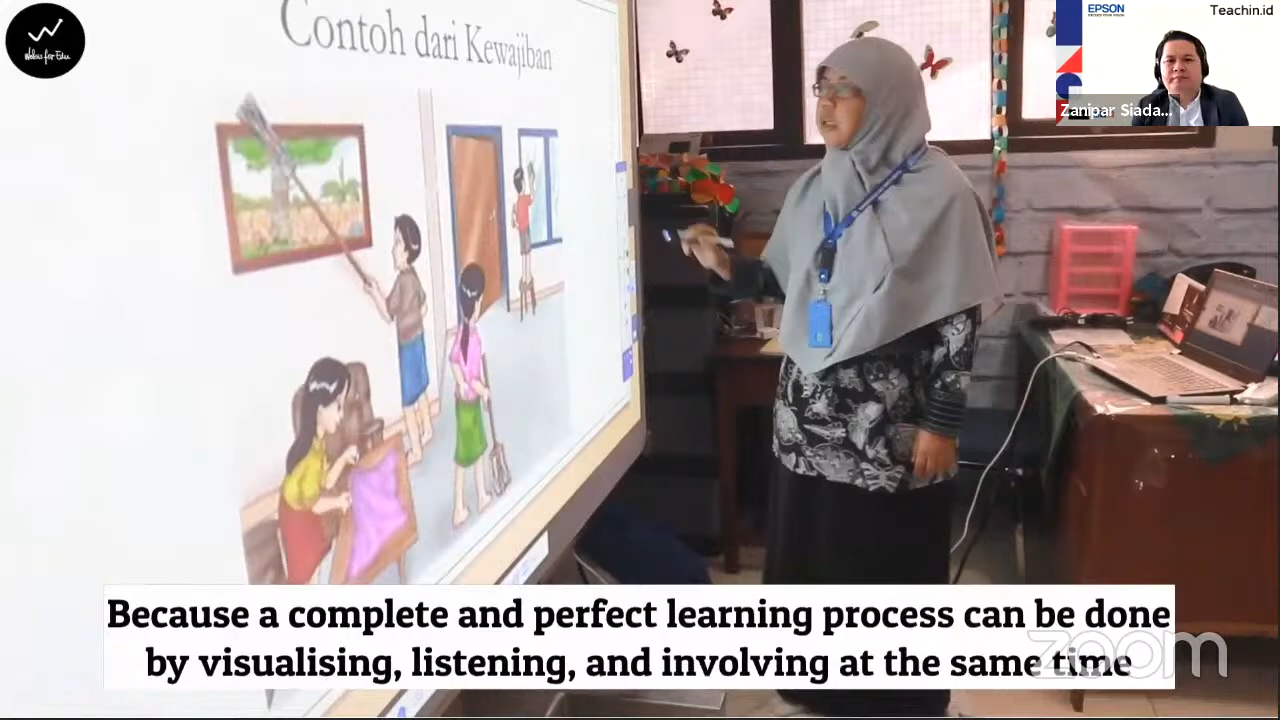 Contoh dari Kewajiban
EPSON
Teachin.id
Zanipar Siada...
Because a complete and perfect learning process can be done
by visualising, listening, and involving at the same time
zoom